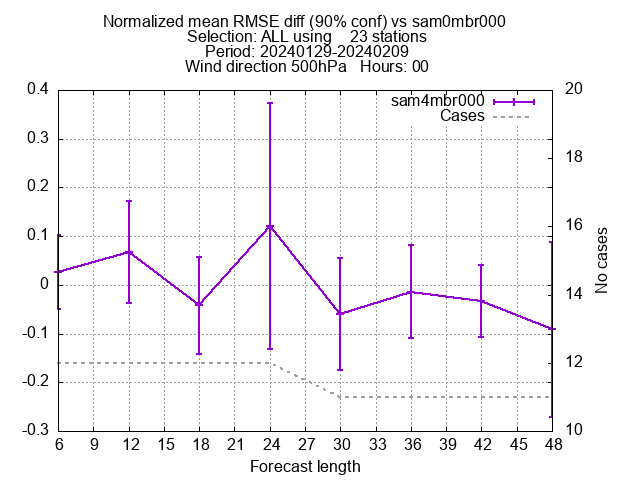 Normalized mean RMSE diff (90% conf) vs sam0mbr000
Selection: ALL using    23 stations
Period: 20240129-20240209
Wind direction 500hPa   Hours: 00
sam4mbr000
Cases
0.4
0.3
0.2
0.1
0
-0.1
-0.2
-0.3
20
18
16
14
12
10
No cases
6 9 12 15 18 21 24 27 30 33 36 39 42 45 48
Forecast length